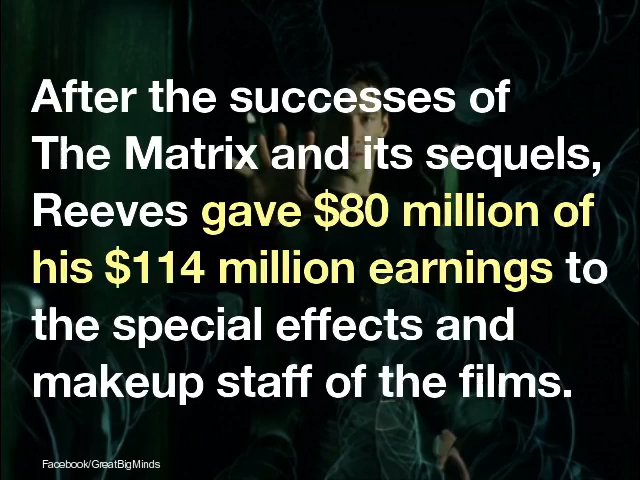 After the successes of
The Matrix and its sequels,
Reeves gave $80 million of
his $114 million earnings to
the special effects and
makeup staff of the films.
Facebook/GreatBigMinds